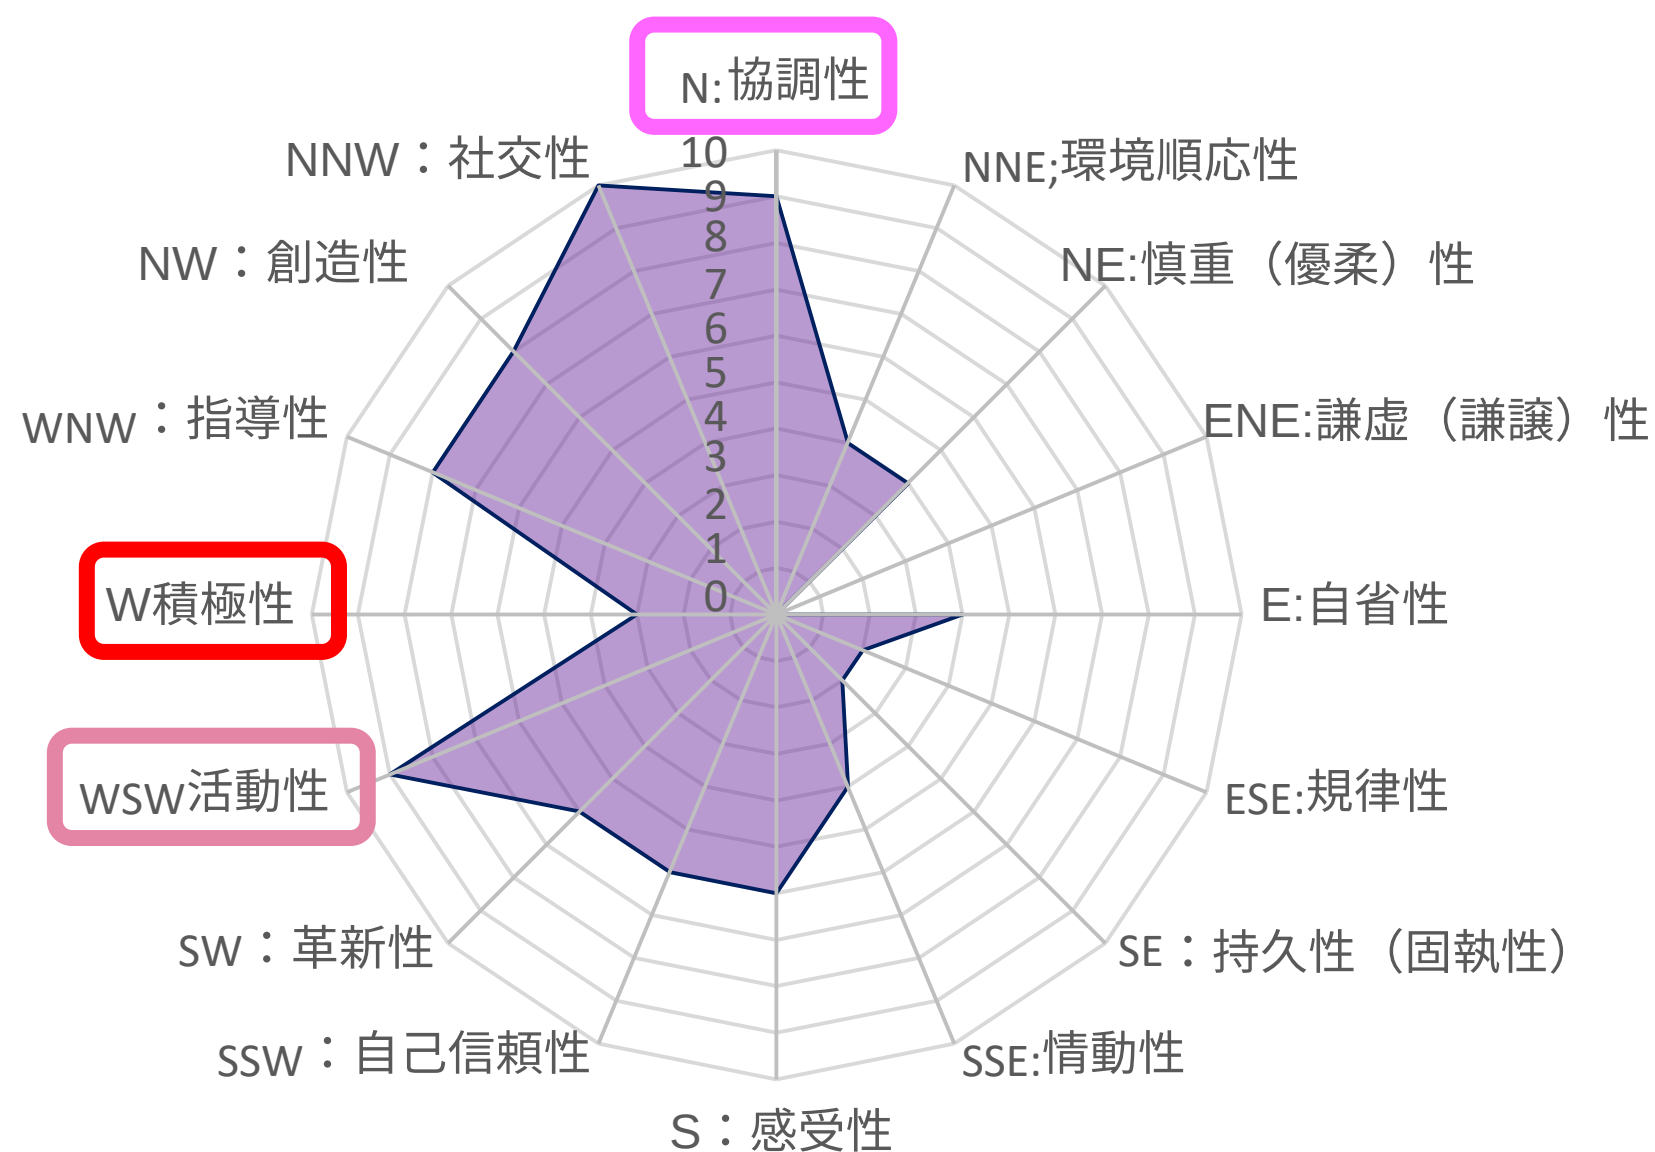 N:協調性
NNW：社交性
NNE;環境順応性
NW：創造性
NE:慎重（優柔）性
WNW：指導性
ENE:謙虚（謙譲）性
10
9
8
7
6
5
4
3
2
1
0
W積極性
E:自省性
WSW活動性
ESE:規律性
SW：革新性
SE：持久性（固執性）
SSW：自己信頼性
SSE:情動性
S：感受性